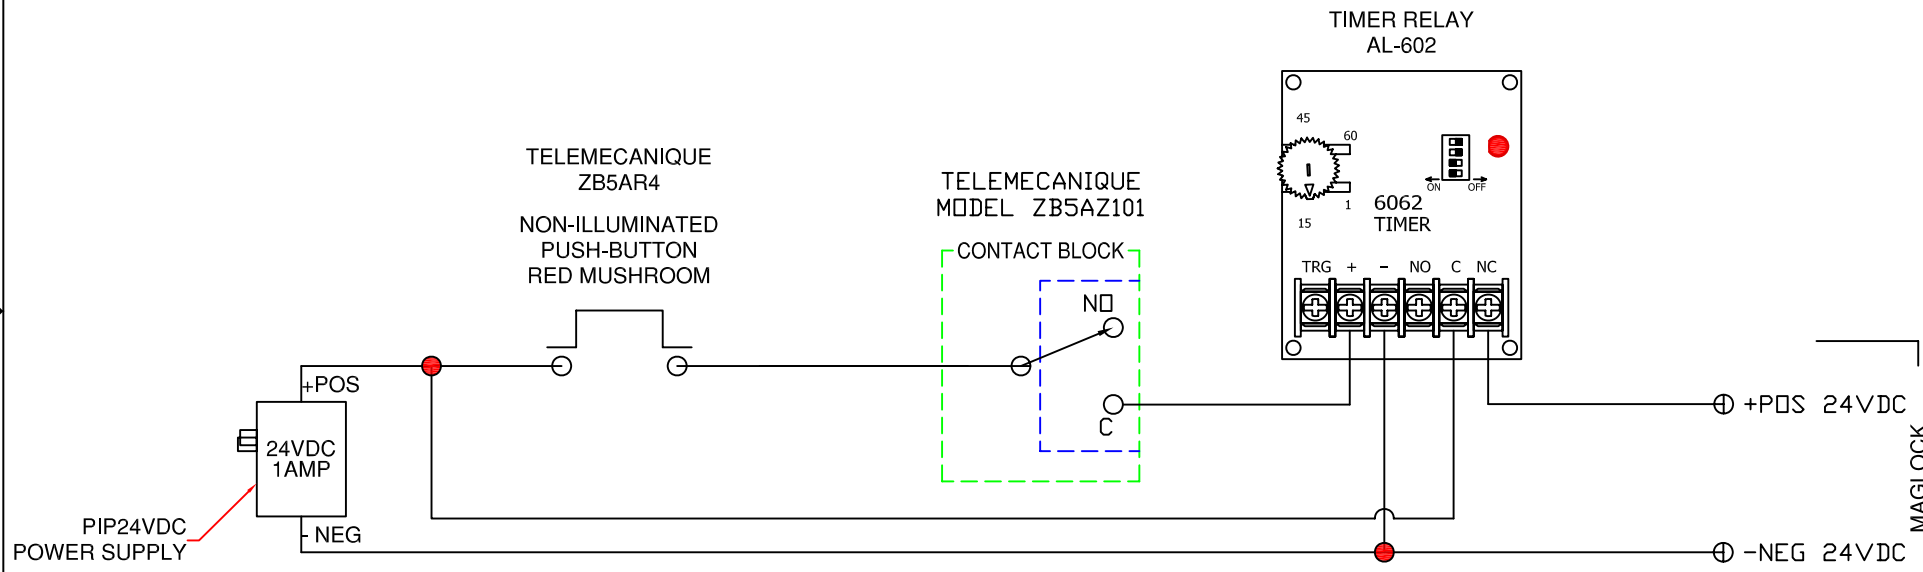 TIMER RELAY
AL-602
45
60
ON OFF
6062
TIMER
1
15
TRG + - NO C NC
TELEMECANIQUE
ZB5AR4
NON-ILLUMINATED
PUSH-BUTTON
RED MUSHROOM
TELEMECANIQUE
MODEL ZB5AZ101
CONTACT BLOCK
NO
C
+POS
24VDC
1AMP
- NEG
PIP24VDC
POWER SUPPLY
+POS 24VDC
-NEG 24VDC
MAGLOCK